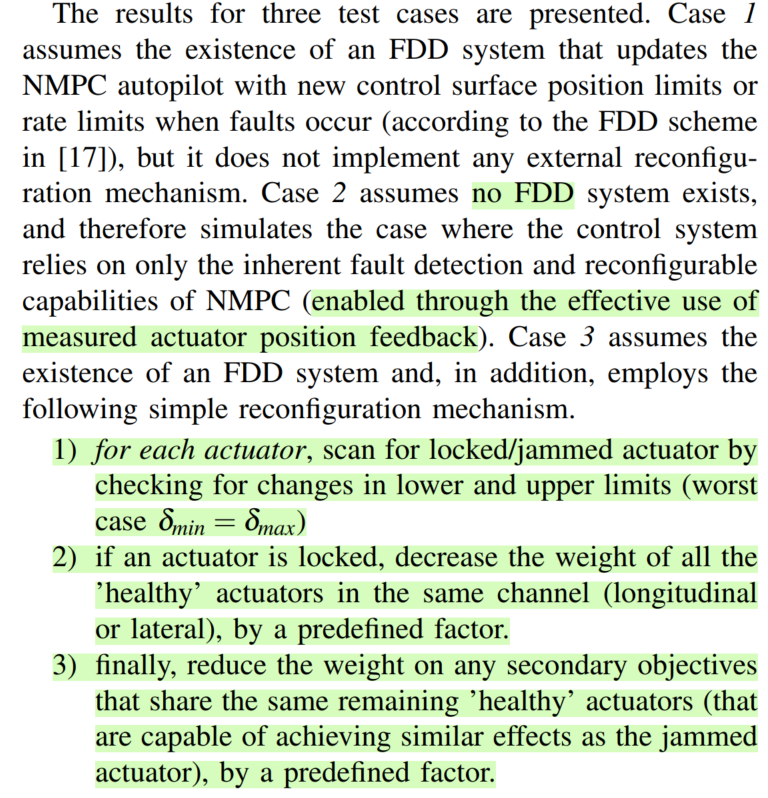 The results for three test cases are presented. Case 1
assumes the existence of an FDD system that updates the
NMPC autopilot with new control surface position limits or
rate limits when faults occur (according to the FDD scheme
in [17]), but it does not implement any external reconfigu-
ration mechanism. Case 2 assumes no FDD system exists,
and therefore simulates the case where the control system
relies on only the inherent fault detection and reconfigurable
capabilities of NMPC (enabled through the effective use of
measured actuator position feedback). Case 3 assumes the
existence of an FDD system and, in addition, employs the
following simple reconfiguration mechanism.
1) for each actuator, scan for locked/jammed actuator by
checking for changes in lower and upper limits (worst
case δmin = δmax)
2) if an actuator is locked, decrease the weight of all the
’healthy’ actuators in the same channel (longitudinal
or lateral), by a predefined factor.
3) finally, reduce the weight on any secondary objectives
that share the same remaining ’healthy’ actuators (that
are capable of achieving similar effects as the jammed
actuator), by a predefined factor.